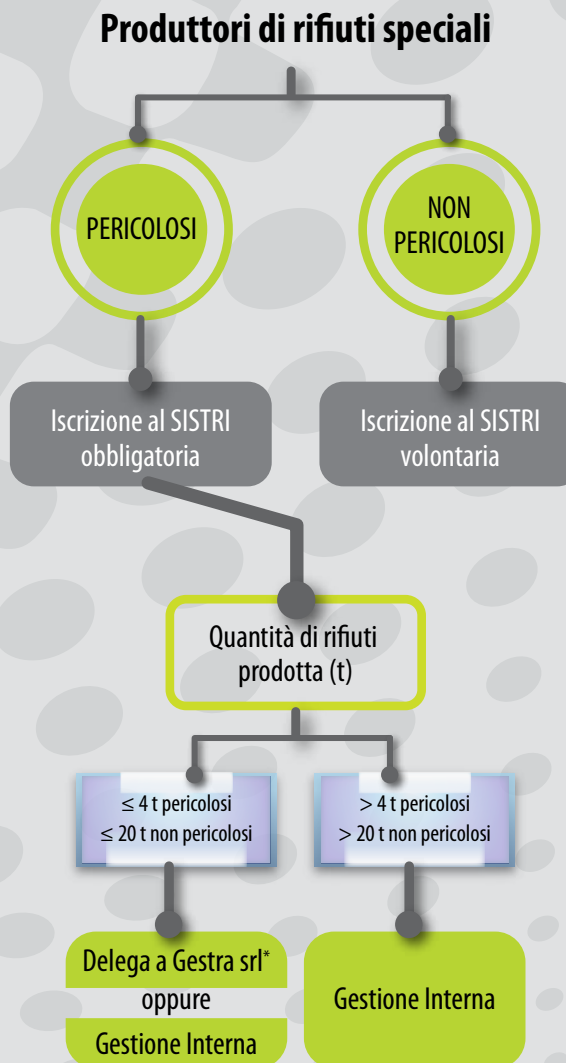 Produttori di rifiuti speciali
PERICOLOSI
NON
PERICOLOSI
Iscrizione al SISTRI
obbligatoria
Iscrizione al SISTRI
volontaria
Quantità di rifiuti
prodotta (t)
≤ 4 t pericolosi
≤ 20 t non pericolosi
> 4 t pericolosi
> 20 t non pericolosi
Delega a Gestra srl*
oppure
Gestione Interna
Gestione Interna